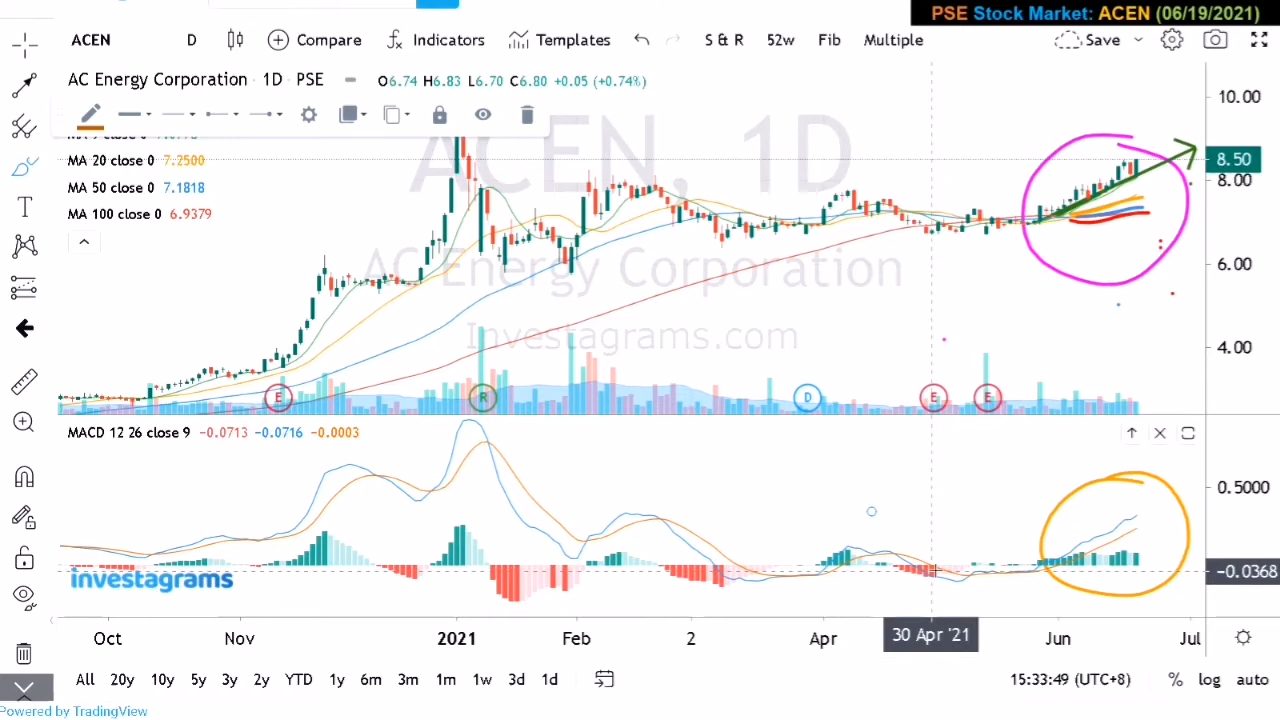 PSE Stock Market: ACEN (06/19/2021)
ACEN D Compare Indicators Templates S & R 52w Fib Multiple Save
AC Energy Corporation 1D PSE O6.74 H6.83 L6.70 C6.80 +0.05 (+0.74%)
MA 20 close 0 7.2500
MA 50 close 0 7.1818
MA 100 close 0 6.9379
ACEN, 1D
AC Energy Corporation
Investagrams.com
10.00
8.50
8.00
6.00
4.00
E R D E E
MACD 12 26 close 9 -0.0713 -0.0716 -0.0003
0.5000
-0.0368
investagrams
Oct Nov 2021 Feb 2 Apr 30 Apr '21 Jun Jul
All 20y 10y 5y 3y 2y YTD 1y 6m 3m 1m 1w 3d 1d 15:33:49 (UTC+8) % log auto
Powered by TradingView